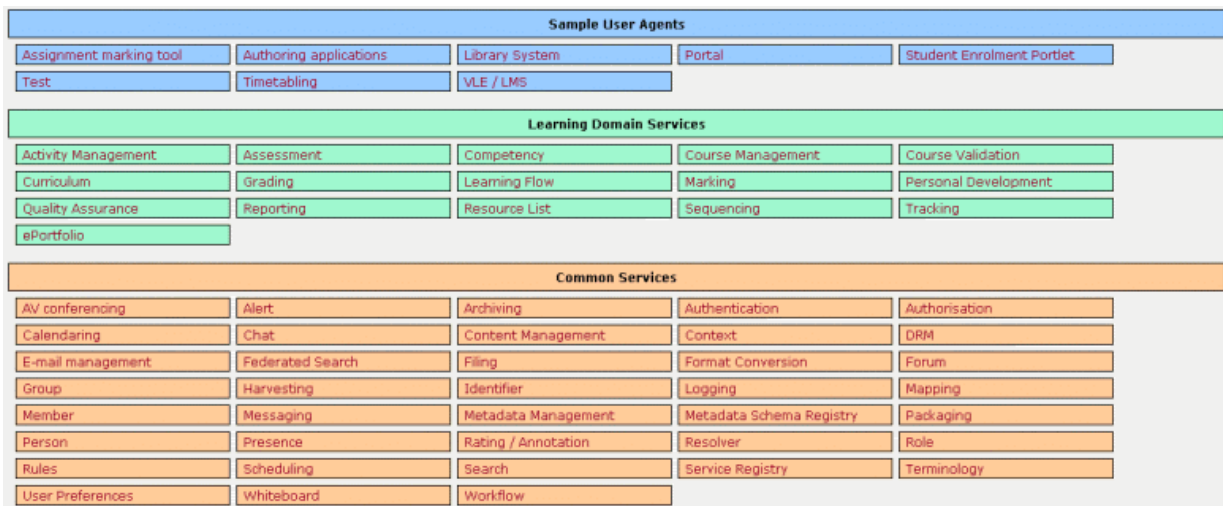 Sample User Agents
Assignment marking tool Authoring applications Library System Portal Student Enrolment Portlet
Test Timetabling VLE / LMS
Learning Domain Services
Activity Management Assessment Competency Course Management Course Validation
Curriculum Grading Learning Flow Marking Personal Development
Quality Assurance Reporting Resource List Sequencing Tracking
ePortfolio
Common Services
AV conferencing Alert Archiving Authentication Authorisation
Calendaring Chat Content Management Context DRM
E-mail management Federated Search Filing Format Conversion Forum
Group Harvesting Identifier Logging Mapping
Member Messaging Metadata Management Metadata Schema Registry Packaging
Person Presence Rating / Annotation Resolver Role
Rules Scheduling Search Service Registry Terminology
User Preferences Whiteboard Workflow